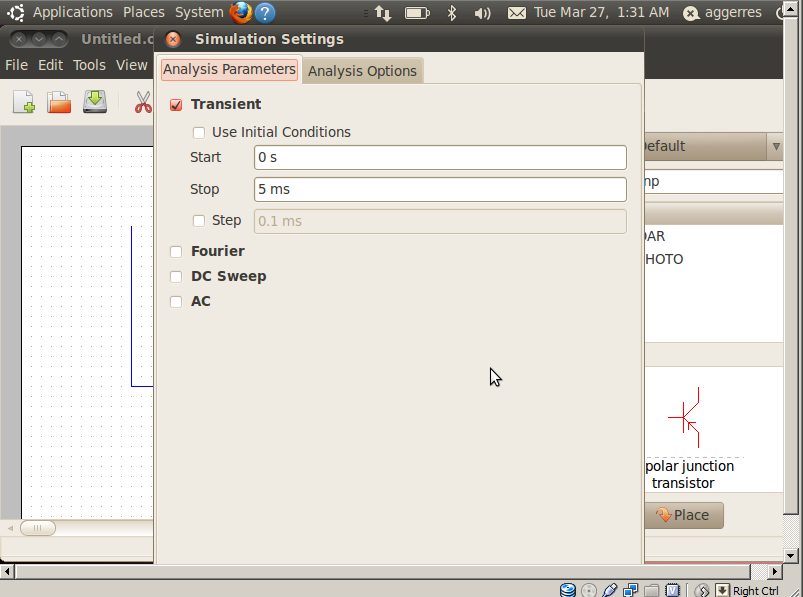 Applications Places System ? Tue Mar 27, 1:31 AM aggerres
Untitled.c
Simulation Settings
File Edit Tools View
Analysis Parameters Analysis Options
Transient
Use Initial Conditions
Start 0 s
Stop 5 ms
Step 0.1 ms
Fourier
DC Sweep
AC
Default
np
DAR
HOTO
polar junction
transistor
Place
Right Ctrl